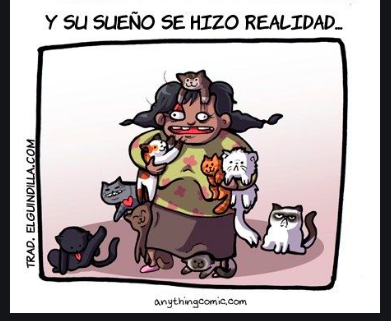 Y SU SUEÑO SE HIZO REALIDAD...
TRAD. ELGUINDILLA.COM
anythingcomic.com